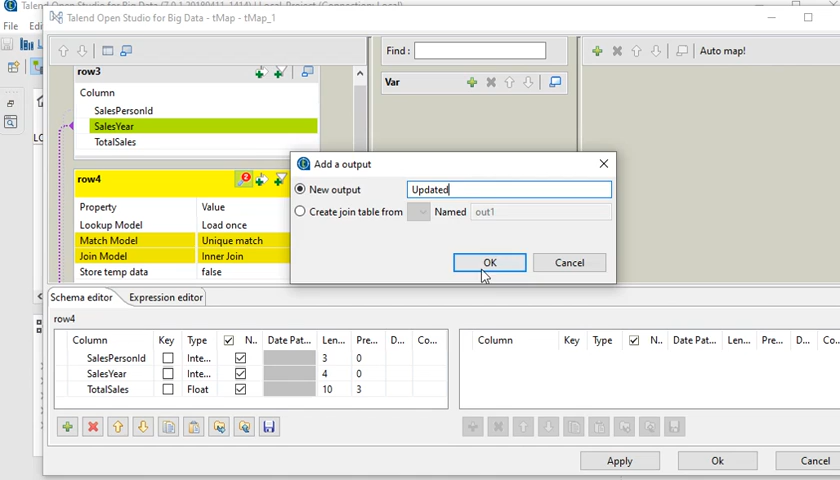 Talend Open Studio for Big Data - tMap - tMap_1
File
Find :
Auto map!
row3
Var
Column
SalesPersonId
SalesYear
TotalSales
Add a output
New output
Updated
Create join table from
Named
out1
OK
Cancel
row4
2
Property
Value
Lookup Model
Load once
Match Model
Unique match
Join Model
Inner Join
Store temp data
false
Schema editor
Expression editor
row4
Column Key Type N.. Date Pat... Len... Pre... D... Co...
SalesPersonId Inte... 3 0
SalesYear Inte... 4 0
TotalSales Float 10 3
Column Key Type N.. Date Pat... Len... Pre... D... Co...
Apply
Ok
Cancel